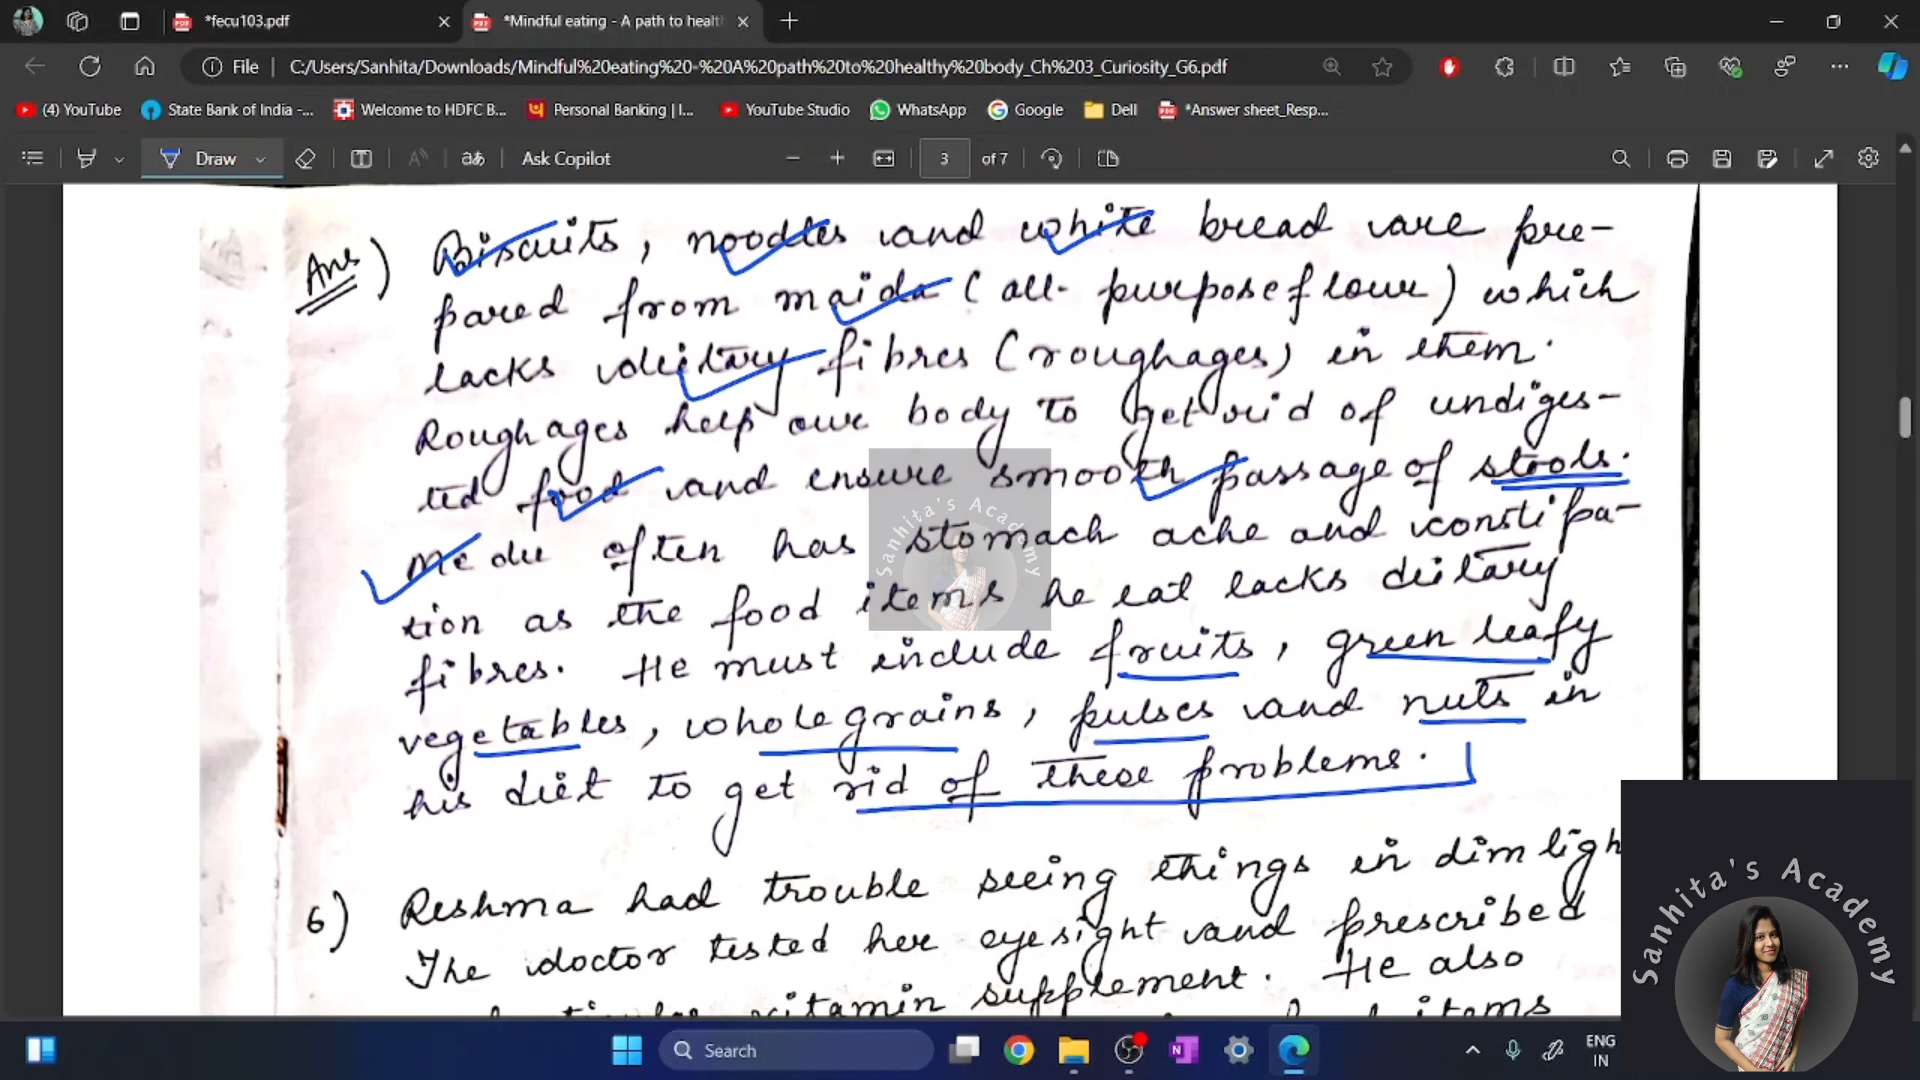 *fecu103.pdf
*Mindful eating - A path to healt
File
C:/Users/Sanhita/Downloads/Mindful%20eating%20-%20A%20path%20to%20healthy%20body_Ch%203_Curiosity_G6.pdf
(4) YouTube
State Bank of India -...
Welcome to HDFC B...
Personal Banking | I...
YouTube Studio
WhatsApp
Google
Dell
*Answer sheet_Resp...
Draw
Ask Copilot
3 of 7
Ans) Biscuits, noodles and white bread are pre-
pared from maida (all-purpose flour) which
lacks deitary fibres (roughages) in them.
Roughages help our body to get rid of undiges-
ted food and ensure smooth passage of stools.
Medu often has stomach ache and constipa-
tion as the food items he eat lacks deitary
fibres. He must include fruits, green leafy
vegetables, whole grains, pulses and nuts in
his diet to get rid of these problems.
6) Reshma had trouble seeing things in dim ligh
The doctor tested her eyesight and prescribed
vitamin supplement. He also
items
Sanhita's Academy
Sanhita's Academy
Search
ENG
IN